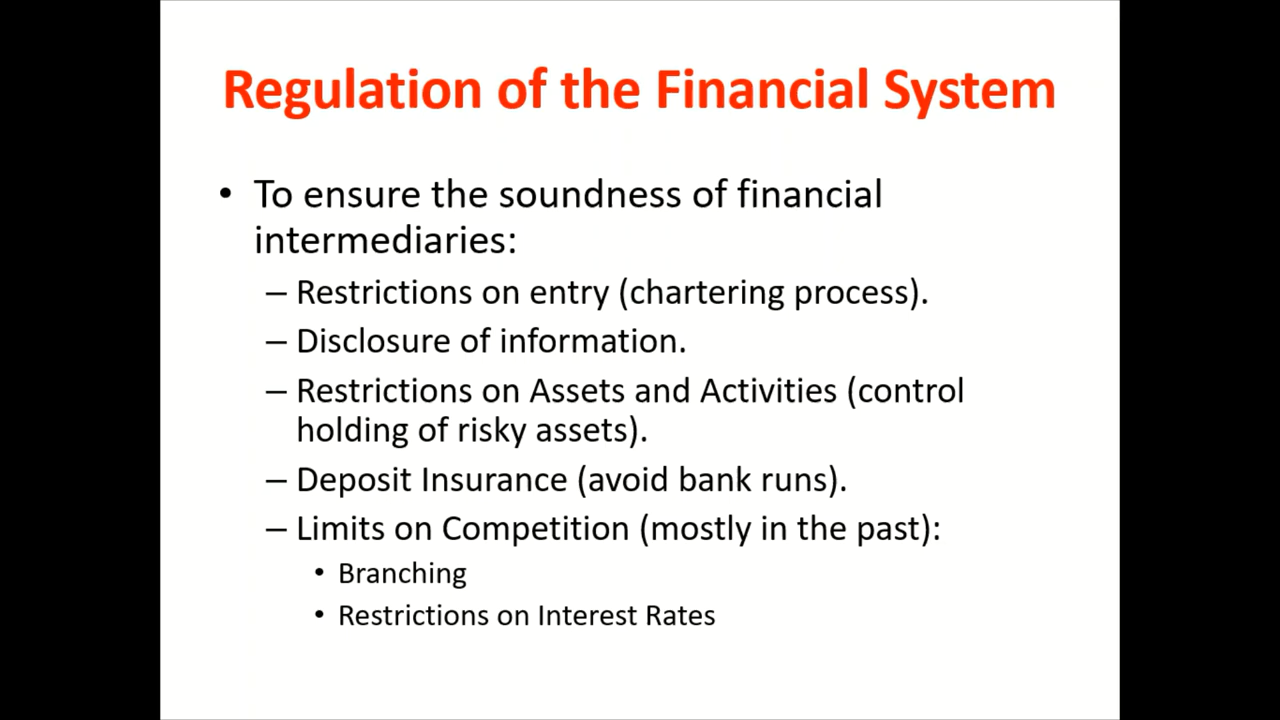 Regulation of the Financial System
• To ensure the soundness of financial
intermediaries:
– Restrictions on entry (chartering process).
– Disclosure of information.
– Restrictions on Assets and Activities (control
holding of risky assets).
– Deposit Insurance (avoid bank runs).
– Limits on Competition (mostly in the past):
• Branching
• Restrictions on Interest Rates